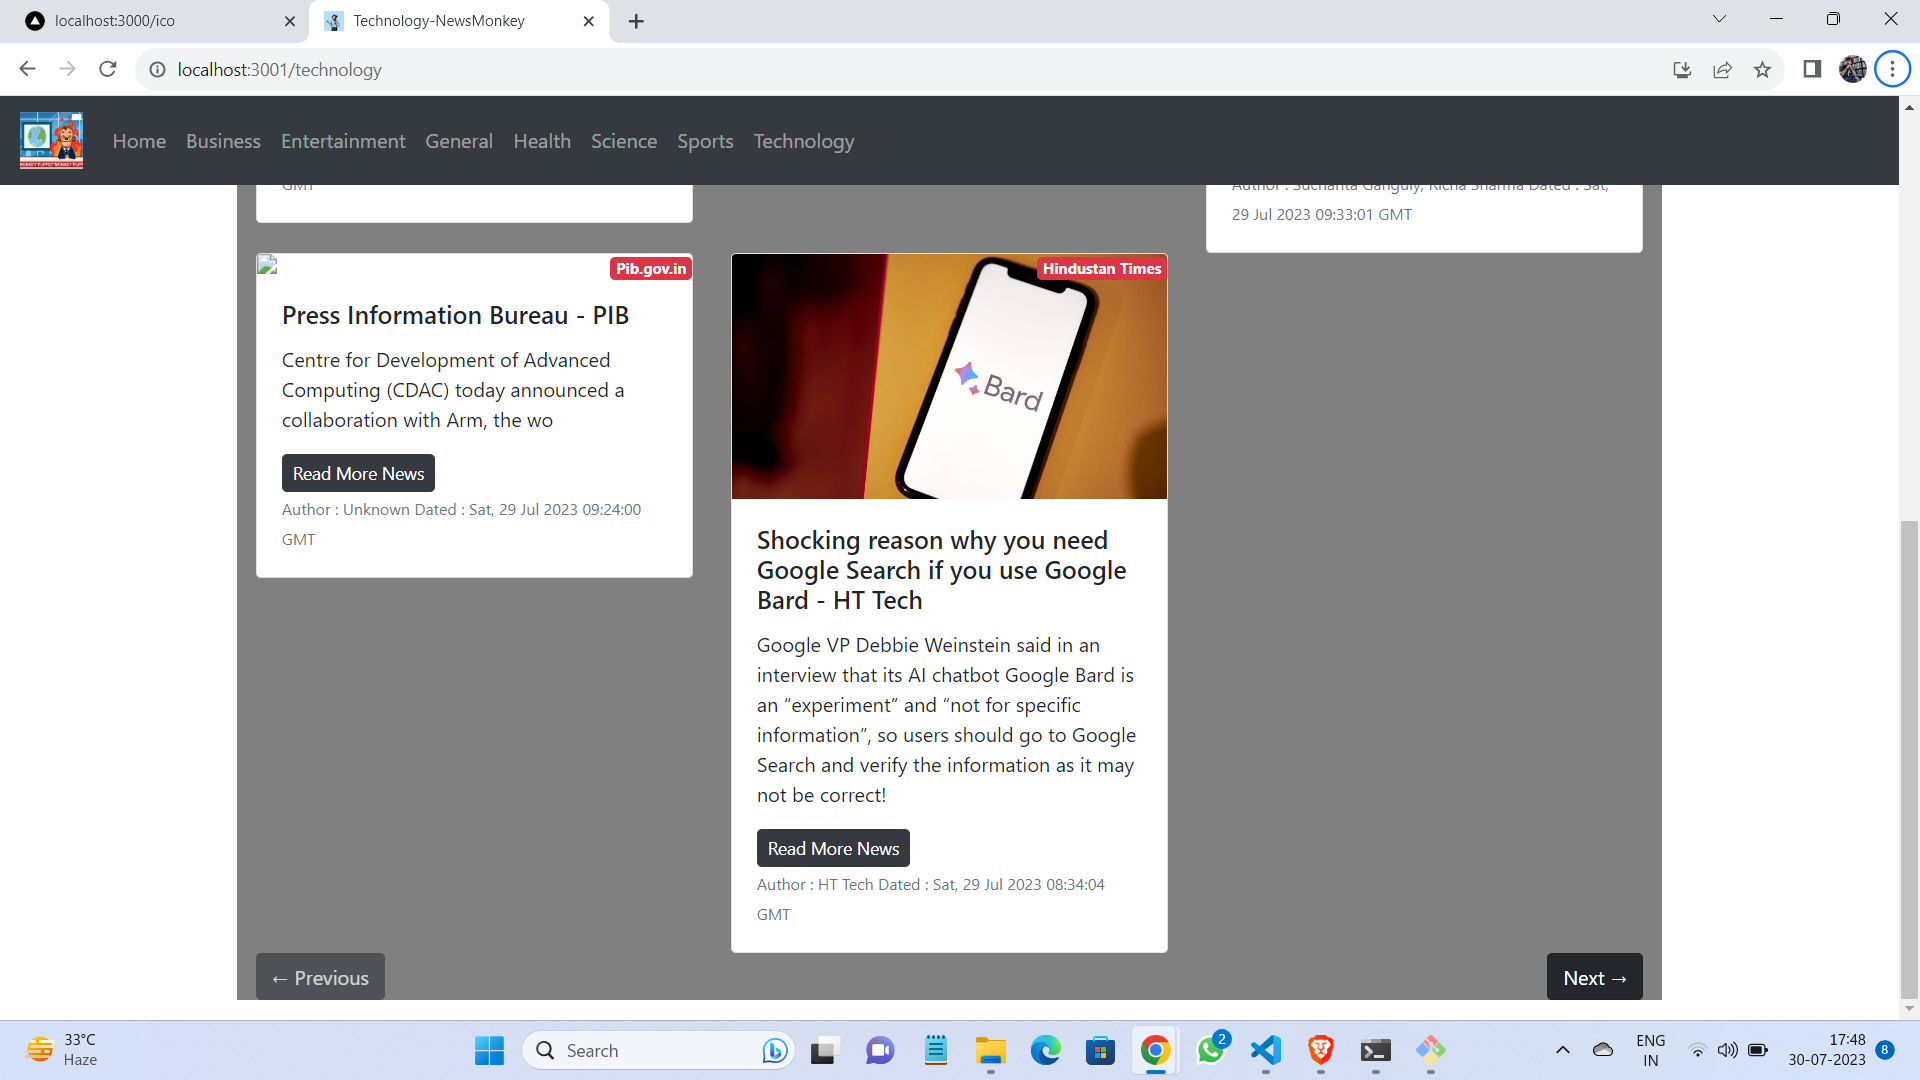 localhost:3000/ico
Technology-NewsMonkey
localhost:3001/technology
Home Business Entertainment General Health Science Sports Technology
GMT
Author : Suchanta Ganguly, Richa Sharma Dated : Sat,
29 Jul 2023 09:33:01 GMT
Pib.gov.in
Press Information Bureau - PIB
Centre for Development of Advanced
Computing (CDAC) today announced a
collaboration with Arm, the wo
Read More News
Author : Unknown Dated : Sat, 29 Jul 2023 09:24:00
GMT
Hindustan Times
Bard
Shocking reason why you need
Google Search if you use Google
Bard - HT Tech
Google VP Debbie Weinstein said in an
interview that its AI chatbot Google Bard is
an “experiment” and “not for specific
information”, so users should go to Google
Search and verify the information as it may
not be correct!
Read More News
Author : HT Tech Dated : Sat, 29 Jul 2023 08:34:04
GMT
← Previous
Next →
33°C
Haze
Search
2
ENG
IN
17:48
30-07-2023
8